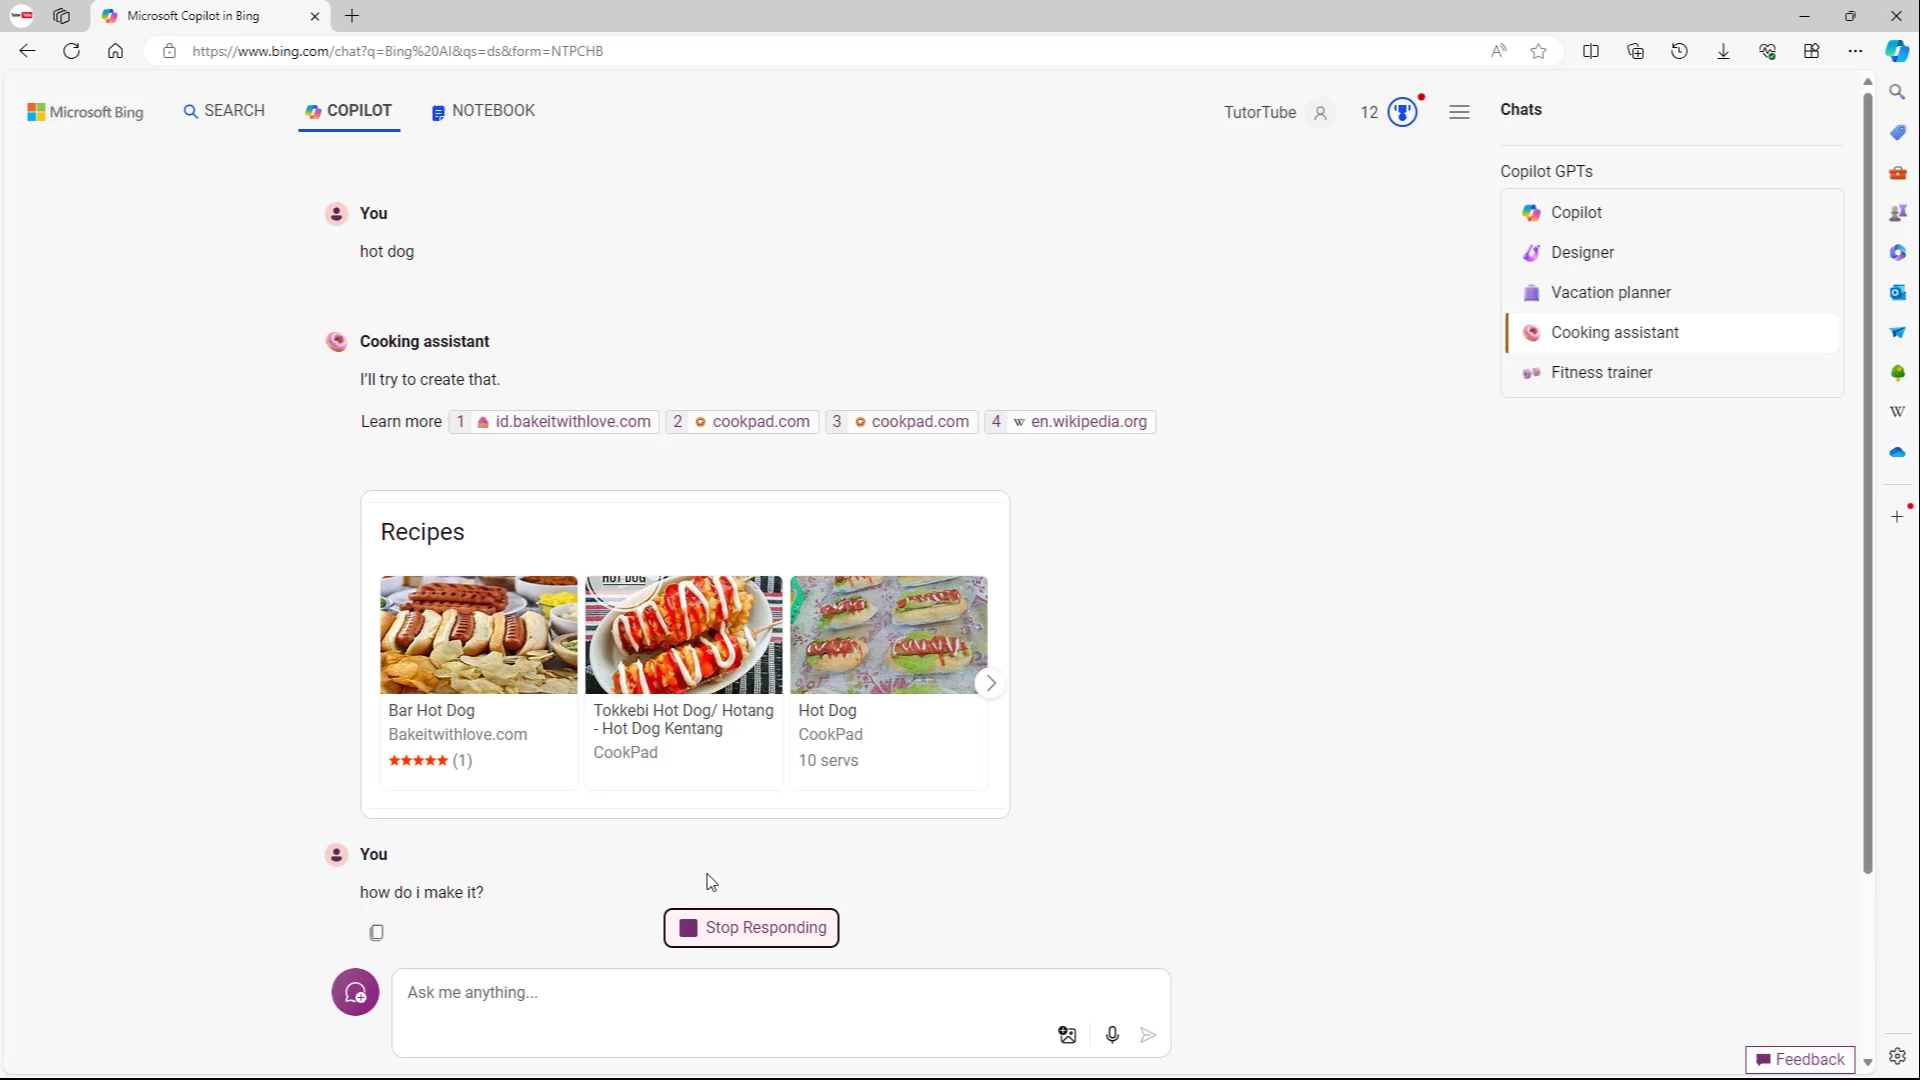 Microsoft Copilot in Bing
https://www.bing.com/chat?q=Bing%20AI&qs=ds&form=NTPCHB
Microsoft Bing
SEARCH
COPILOT
NOTEBOOK
TutorTube
12
Chats
Copilot GPTs
Copilot
Designer
Vacation planner
Cooking assistant
Fitness trainer
You
hot dog
Cooking assistant
I'll try to create that.
Learn more 1 id.bakeitwithlove.com 2 cookpad.com 3 cookpad.com 4 W en.wikipedia.org
Recipes
HOT DOG
Bar Hot Dog
Bakeitwithlove.com
★★★★★ (1)
Tokkebi Hot Dog/ Hotang
- Hot Dog Kentang
CookPad
Hot Dog
CookPad
10 servs
You
how do i make it?
Stop Responding
Ask me anything...
Feedback
W